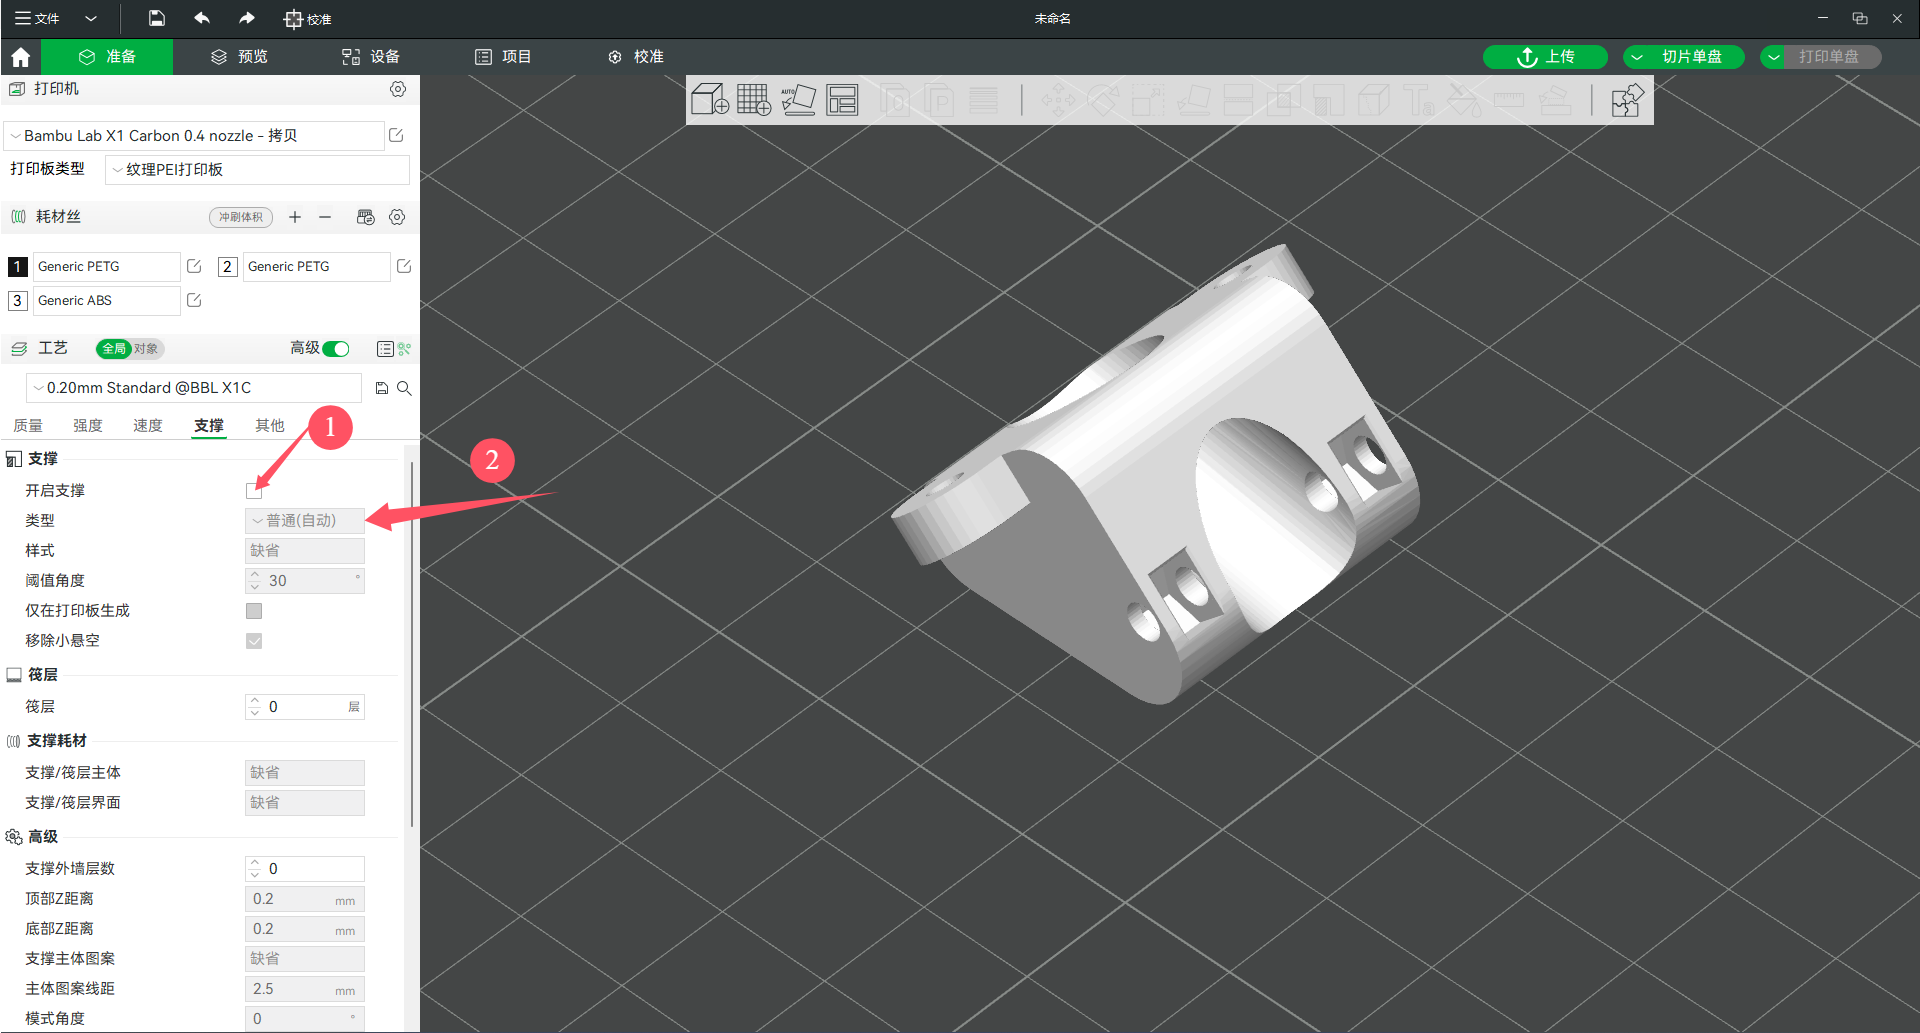 文件
校准
未命名
准备
预览
设备
项目
校准
上传
切片单盘
打印单盘
打印机
Bambu Lab X1 Carbon 0.4 nozzle - 拷贝
打印板类型
纹理PEI打印板
耗材丝
冲刷体积
1 Generic PETG
2 Generic PETG
3 Generic ABS
工艺
全局 对象
高级
0.20mm Standard @BBL X1C
质量 强度 速度 支撑 其他
1
2
支撑
开启支撑
类型 普通(自动)
样式 缺省
阈值角度 30 °
仅在打印板生成
移除小悬空
筏层
筏层 0 层
支撑耗材
支撑/筏层主体 缺省
支撑/筏层界面 缺省
高级
支撑外墙层数 0
顶部Z距离 0.2 mm
底部Z距离 0.2 mm
支撑主体图案 缺省
主体图案线距 2.5 mm
模式角度 0 °
AUTO